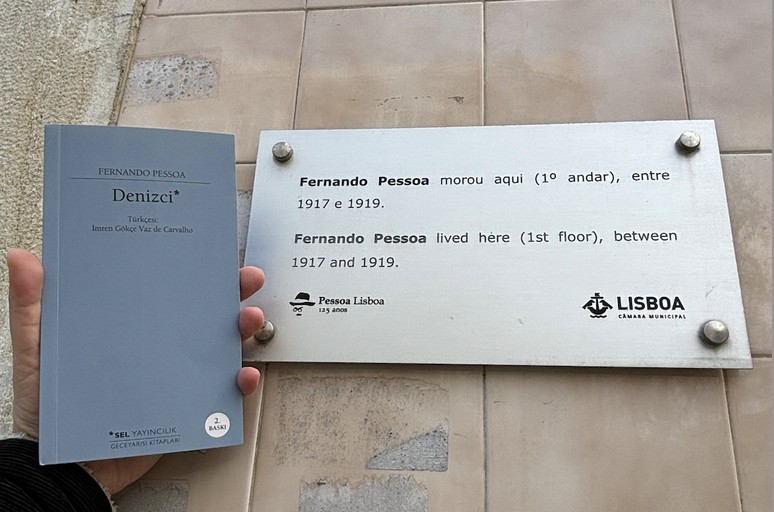 FERNANDO PESSOA
Denizci*
Türkçesi:
Imren Gökçe Vaz de Carvalho
*SEL YAYINCILIK
GECEYARISI KİTAPLARI
2.
BASKI
Fernando Pessoa morou aqui (1º andar), entre
1917 e 1919.
Fernando Pessoa lived here (1st floor), between
1917 and 1919.
Pessoa Lisboa
125 anos
LISBOA
CÂMARA MUNICIPAL